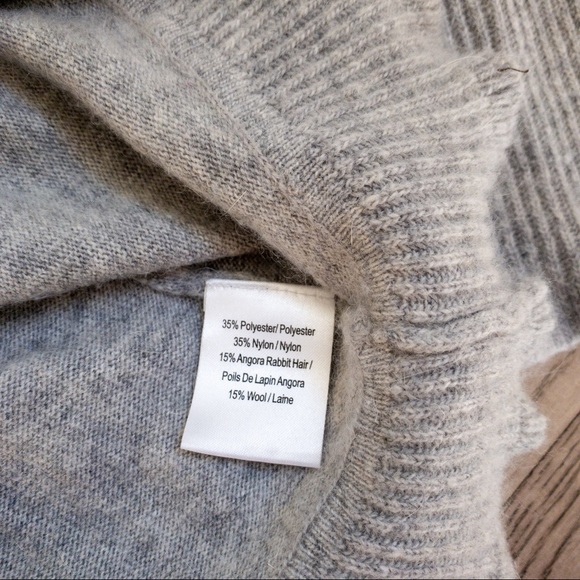 35% Polyester/ Polyester
35% Nylon / Nylon
15% Angora Rabbit Hair /
Poils De Lapin Angora
15% Wool / Laine